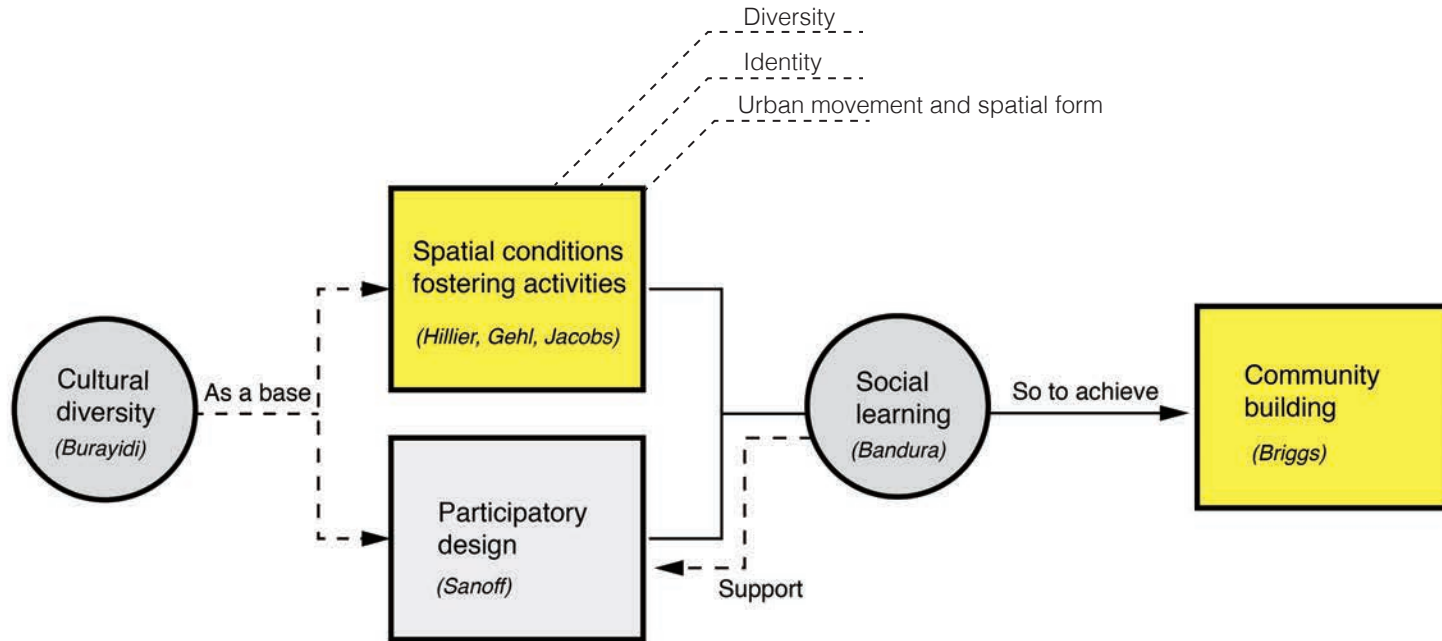 Diversity
Identity
Urban movement and spatial form
Spatial conditions
fostering activities
(Hillier, Gehl, Jacobs)
Cultural
diversity
(Burayidi)
As a base
Participatory
design
(Sanoff)
Social
learning
(Bandura)
Support
So to achieve
Community
building
(Briggs)